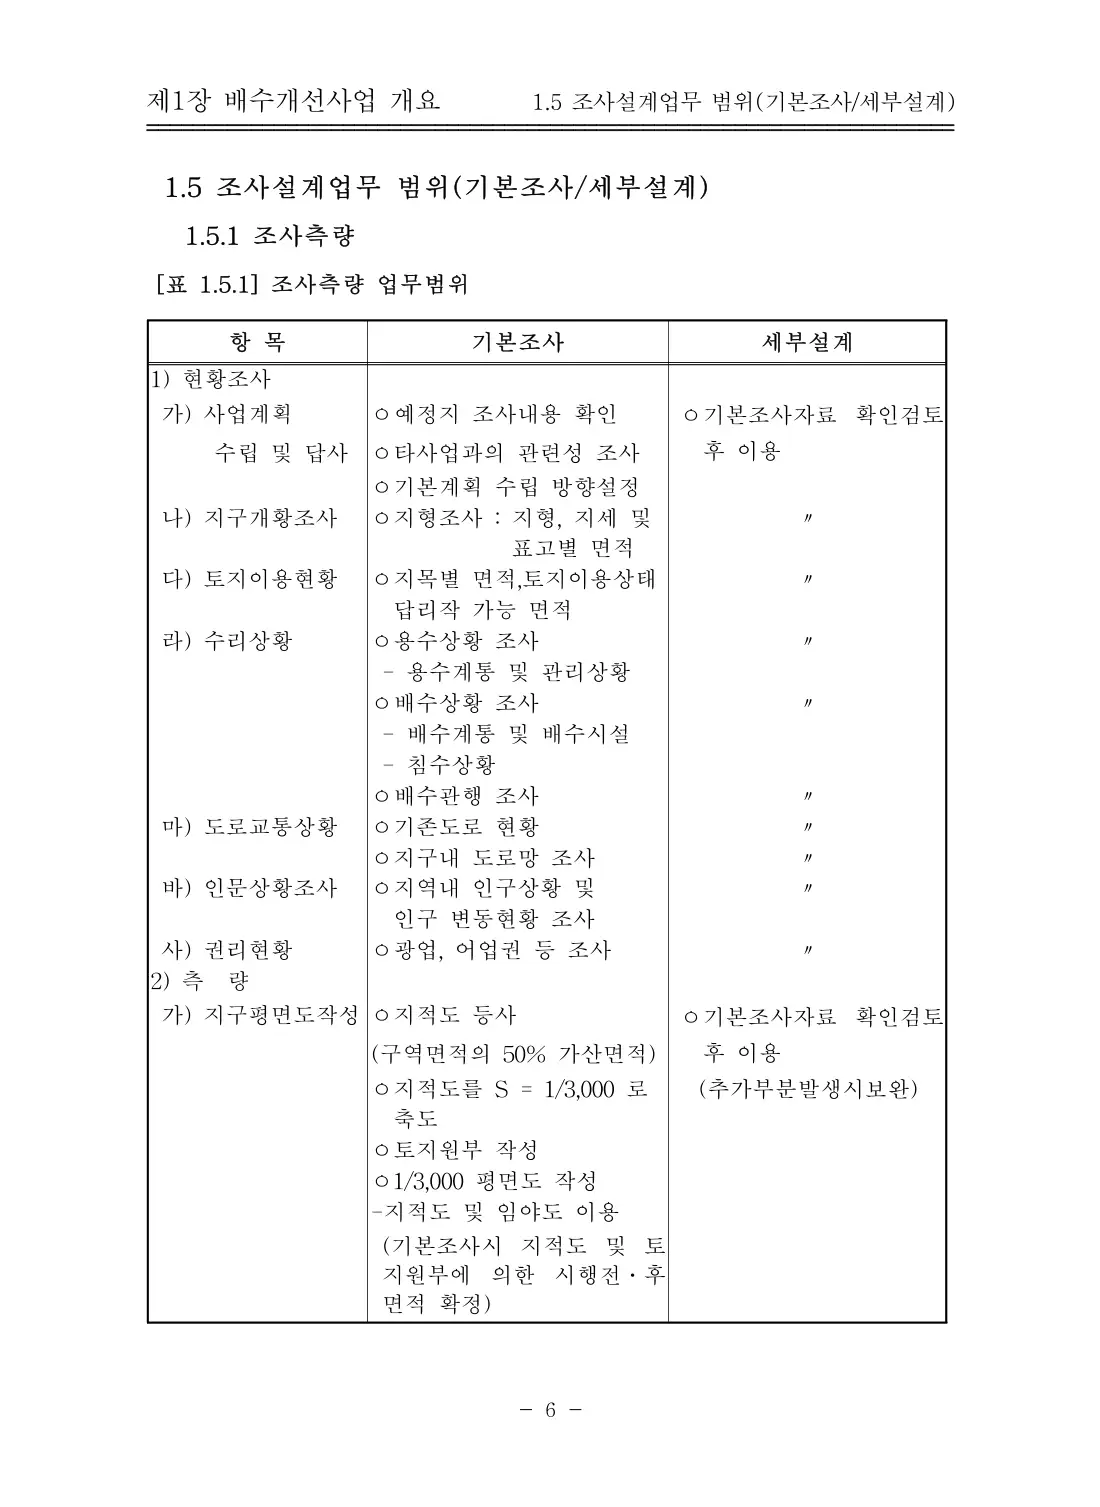 제1장 배수개선사업 개요 1.5 조사설계업무 범위(기본조사/세부설계)
1.5 조사설계업무 범위(기본조사/세부설계)
1.5.1 조사측량
[표 1.5.1] 조사측량 업무범위
항 목 기본조사 세부설계
1) 현황조사
가) 사업계획 ㅇ예정지 조사내용 확인 ㅇ기본조사자료 확인검토
수립 및 답사 ㅇ타사업과의 관련성 조사 후 이용
ㅇ기본계획 수립 방향설정
나) 지구개황조사 ㅇ지형조사 : 지형, 지세 및 〃
표고별 면적
다) 토지이용현황 ㅇ지목별 면적,토지이용상태 〃
답리작 가능 면적
라) 수리상황 ㅇ용수상황 조사 〃
- 용수계통 및 관리상황
ㅇ배수상황 조사 〃
- 배수계통 및 배수시설
- 침수상황
ㅇ배수관행 조사 〃
마) 도로교통상황 ㅇ기존도로 현황 〃
ㅇ지구내 도로망 조사 〃
바) 인문상황조사 ㅇ지역내 인구상황 및 〃
인구 변동현황 조사
사) 권리현황 ㅇ광업, 어업권 등 조사 〃
2) 측 량
가) 지구평면도작성 ㅇ지적도 등사 ㅇ기본조사자료 확인검토
(구역면적의 50% 가산면적) 후 이용
ㅇ지적도를 S = 1/3,000 로 (추가부분발생시보완)
축도
ㅇ토지원부 작성
ㅇ1/3,000 평면도 작성
-지적도 및 임야도 이용
(기본조사시 지적도 및 토
지원부에 의한 시행전·후
면적 확정)
- 6 -